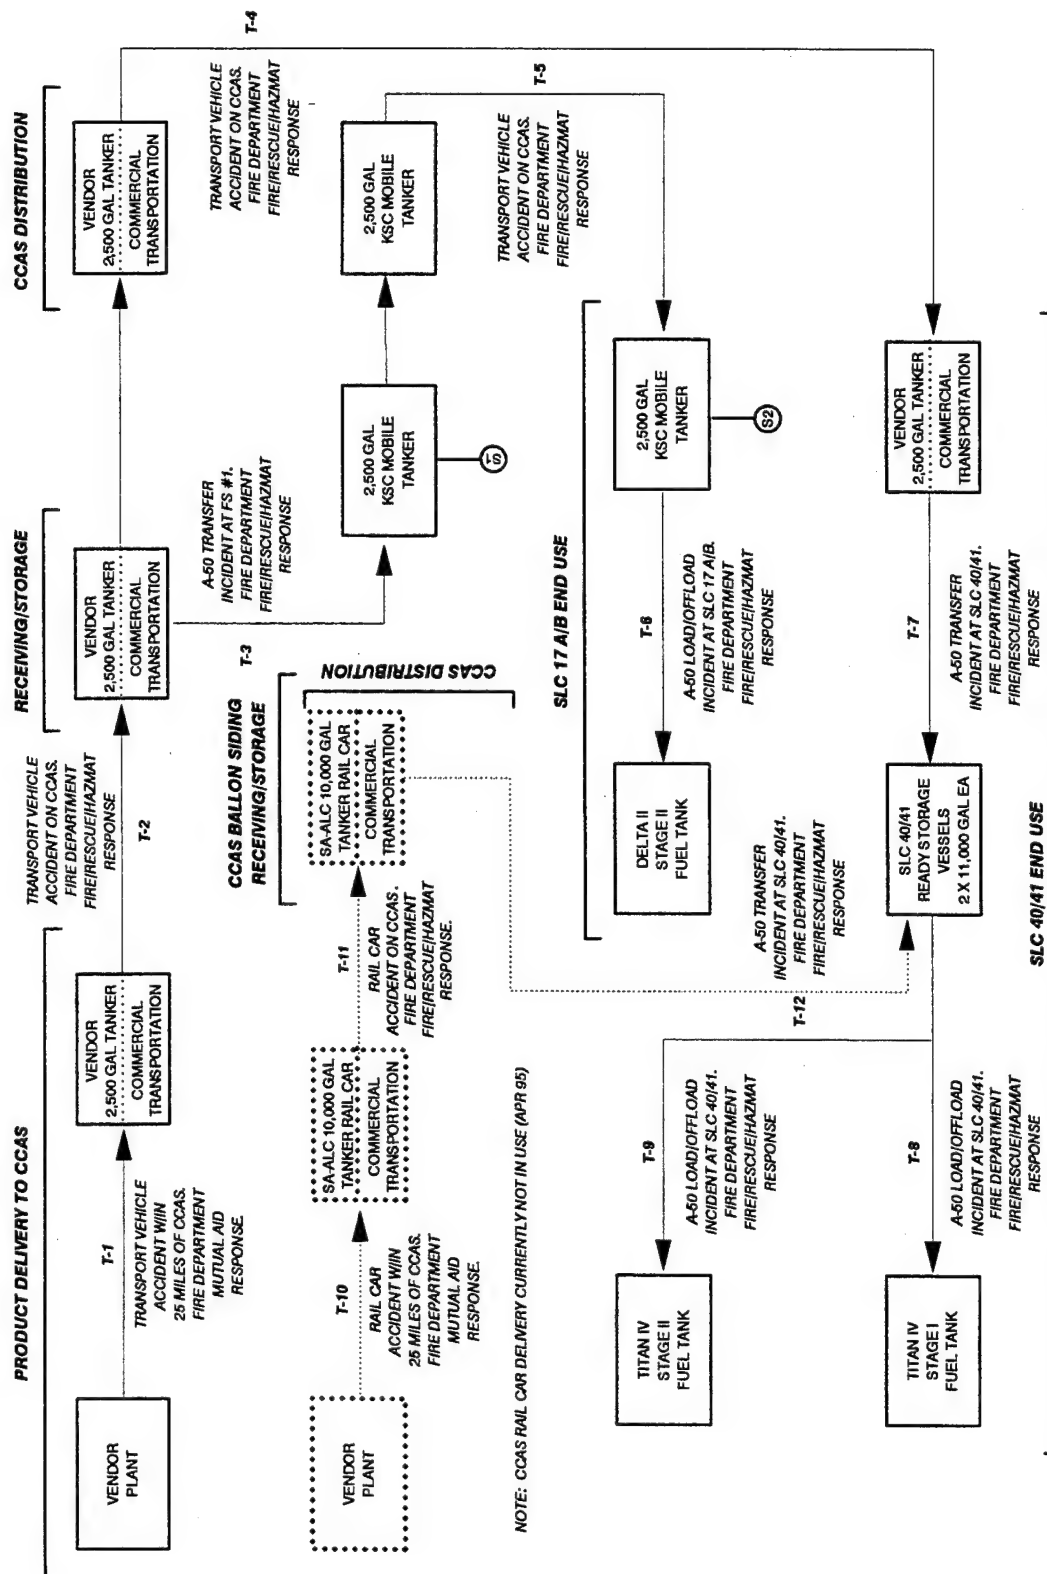 PRODUCT DELIVERY TO CCAS
RECEIVING/STORAGE
CCAS DISTRIBUTION
VENDOR
PLANT
T-1
TRANSPORT VEHICLE
ACCIDENT W/IN
25 MILES OF CCAS.
FIRE DEPARTMENT
MUTUAL AID
RESPONSE.
VENDOR
2,500 GAL TANKER
COMMERCIAL
TRANSPORTATION
TRANSPORT VEHICLE
ACCIDENT ON CCAS.
FIRE DEPARTMENT
FIRE/RESCUE/HAZMAT
RESPONSE
T-2
VENDOR
2,500 GAL TANKER
COMMERCIAL
TRANSPORTATION
VENDOR
2,500 GAL TANKER
COMMERCIAL
TRANSPORTATION
T-4
TRANSPORT VEHICLE
ACCIDENT ON CCAS.
FIRE DEPARTMENT
FIRE/RESCUE/HAZMAT
RESPONSE
T-3
A-50 TRANSFER
INCIDENT AT FS #1.
FIRE DEPARTMENT
FIRE/RESCUE/HAZMAT
RESPONSE
2,500 GAL
KSC MOBILE
TANKER
S1
2,500 GAL
KSC MOBILE
TANKER
T-5
TRANSPORT VEHICLE
ACCIDENT ON CCAS.
FIRE DEPARTMENT
FIRE/RESCUE/HAZMAT
RESPONSE
CCAS BALLON SIDING
RECEIVING/STORAGE
CCAS DISTRIBUTION
VENDOR
PLANT
T-10
RAIL CAR
ACCIDENT W/IN
25 MILES OF CCAS.
FIRE DEPARTMENT
MUTUAL AID
RESPONSE.
SA-ALC 10,000 GAL
TANKER RAIL CAR
COMMERCIAL
TRANSPORTATION
T-11
RAIL CAR
ACCIDENT ON CCAS.
FIRE DEPARTMENT
FIRE/RESCUE/HAZMAT
RESPONSE.
SA-ALC 10,000 GAL
TANKER RAIL CAR
COMMERCIAL
TRANSPORTATION
NOTE: CCAS RAIL CAR DELIVERY CURRENTLY NOT IN USE (APR 95)
SLC 17 A/B END USE
DELTA II
STAGE II
FUEL TANK
T-6
A-50 LOAD/OFFLOAD
INCIDENT AT SLC 17 A/B.
FIRE DEPARTMENT
FIRE/RESCUE/HAZMAT
RESPONSE
2,500 GAL
KSC MOBILE
TANKER
S2
TITAN IV
STAGE II
FUEL TANK
T-9
A-50 LOAD/OFFLOAD
INCIDENT AT SLC 40/41.
FIRE DEPARTMENT
FIRE/RESCUE/HAZMAT
RESPONSE
T-12
A-50 TRANSFER
INCIDENT AT SLC 40/41.
FIRE DEPARTMENT
FIRE/RESCUE/HAZMAT
RESPONSE
TITAN IV
STAGE I
FUEL TANK
T-8
A-50 LOAD/OFFLOAD
INCIDENT AT SLC 40/41.
FIRE DEPARTMENT
FIRE/RESCUE/HAZMAT
RESPONSE
SLC 40/41
READY STORAGE
VESSELS
2 X 11,000 GAL EA
T-7
A-50 TRANSFER
INCIDENT AT SLC 40/41.
FIRE DEPARTMENT
FIRE/RESCUE/HAZMAT
RESPONSE
VENDOR
2,500 GAL TANKER
COMMERCIAL
TRANSPORTATION
SLC 40/41 END USE